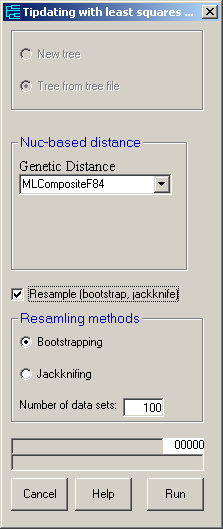 Tipdating with least squares ...
New tree
Tree from tree file
Nuc-based distance
Genetic Distance
MLCompositeF84
Resample (bootstrap, jackknife)
Resamling methods
Bootstrapping
Jackknifing
Number of data sets: 100
00000
Cancel Help Run